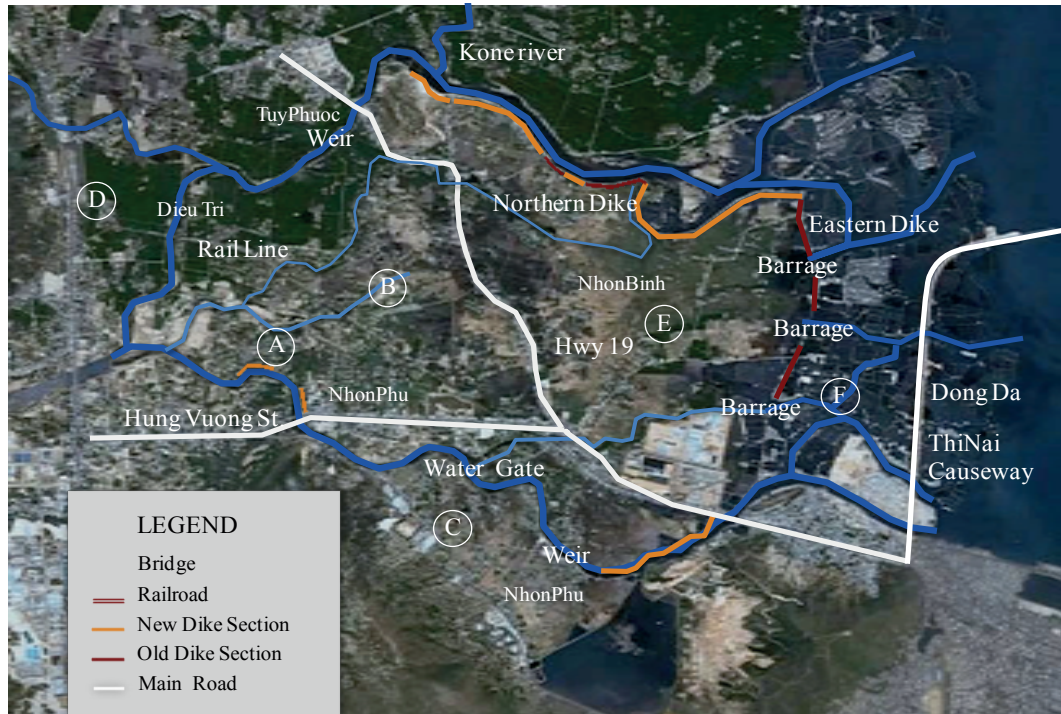 Kone river
TuyPhuoc
Weir
D
Dieu Tri
Northern Dike
Eastern Dike
Rail Line
Barrage
B
NhonBinh
E
Barrage
A
Hwy 19
NhonPhu
Dong Da
F
Barrage
Hung Vuong St.
ThiNai
Causeway
Water Gate
C
Weir
NhonPhu
LEGEND
Bridge
Railroad
New Dike Section
Old Dike Section
Main Road